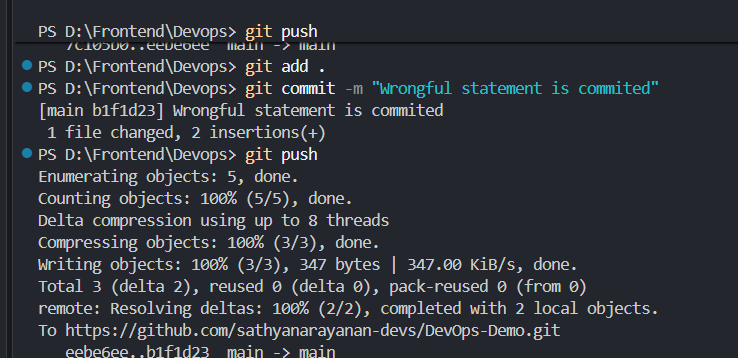 PS D:\Frontend\Devops> git push
7c105b0..eebe6ee  main -> main
PS D:\Frontend\Devops> git add .
PS D:\Frontend\Devops> git commit -m "Wrongful statement is commited"
[main b1f1d23] Wrongful statement is commited
 1 file changed, 2 insertions(+)
PS D:\Frontend\Devops> git push
Enumerating objects: 5, done.
Counting objects: 100% (5/5), done.
Delta compression using up to 8 threads
Compressing objects: 100% (3/3), done.
Writing objects: 100% (3/3), 347 bytes | 347.00 KiB/s, done.
Total 3 (delta 2), reused 0 (delta 0), pack-reused 0 (from 0)
remote: Resolving deltas: 100% (2/2), completed with 2 local objects.
To https://github.com/sathyanarayanan-devs/DevOps-Demo.git
   eebe6ee..b1f1d23  main -> main